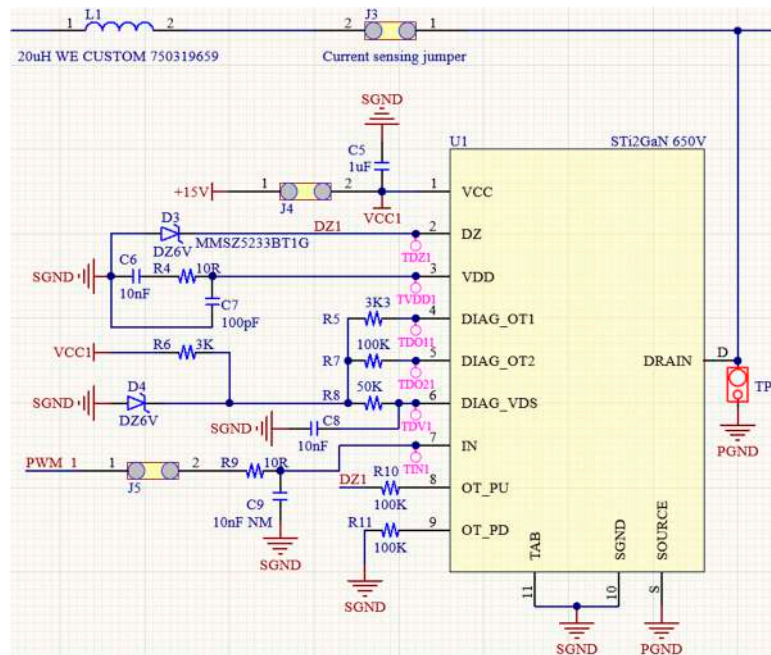 L1
1 2
20uH WE CUSTOM 750319659
J3
2 1
Current sensing jumper
SGND
C5
1uF
U1
STi2GaN 650V
+15V
1 2
J4
VCC1
1 VCC
D3
DZ1
MMSZ5233BT1G
DZ6V
2 DZ
TDZ1
SGND
C6
10nF
R4
10R
3 VDD
TVDD1
C7
100pF
R5
3K3
4 DIAG_OT1
TDO11
VCC1
R6
3K
R7
100K
5 DIAG_OT2
TDO21
DRAIN
D
SGND
D4
DZ6V
R8
50K
6 DIAG_VDS
TDV1
TP
PGND
SGND
C8
10nF
7 IN
TIN1
PWM 1
1 2
J5
R9
10R
C9
10nF NM
SGND
DZ1
R10
100K
8 OT_PU
R11
100K
9 OT_PD
SGND
TAB
SGND
SOURCE
11
10
S
SGND
PGND